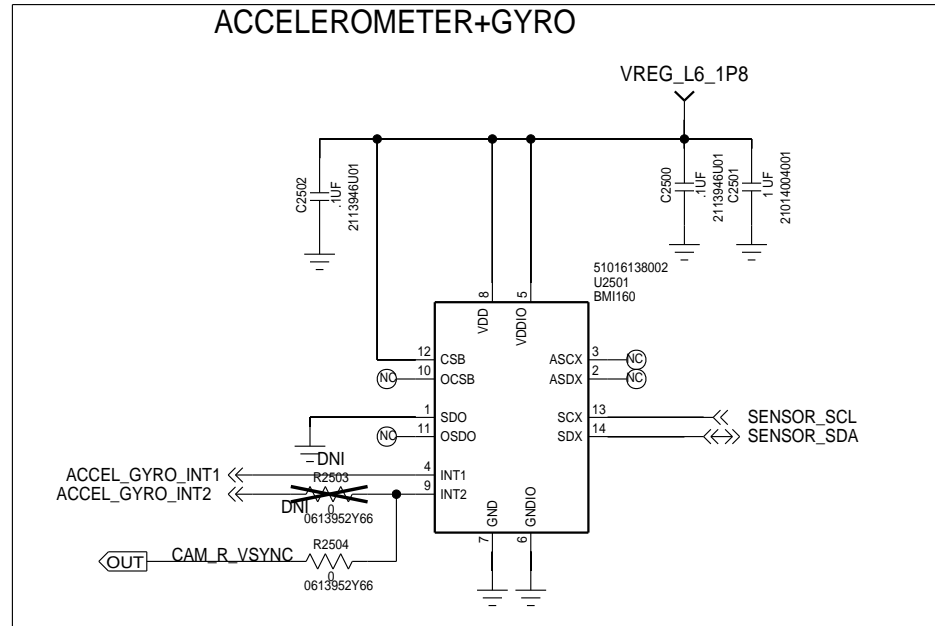 ACCELEROMETER+GYRO
VREG_L6_1P8
C2502
.1UF
2113946U01
C2500
.1UF
2113946U01
C2501
1 UF
21014004001
51016138002
U2501
BMI160
8
VDD
5
VDDIO
12
CSB
NC
10
OCSB
1
SDO
NC
11
OSDO
4
INT1
9
INT2
3
ASCX
NC
2
ASDX
NC
13
SCX
SENSOR_SCL
14
SDX
SENSOR_SDA
GND
7
GNDIO
6
DNI
ACCEL_GYRO_INT1
R2503
ACCEL_GYRO_INT2
DNI
0
0613952Y66
OUT
CAM_R_VSYNC
R2504
0
0613952Y66